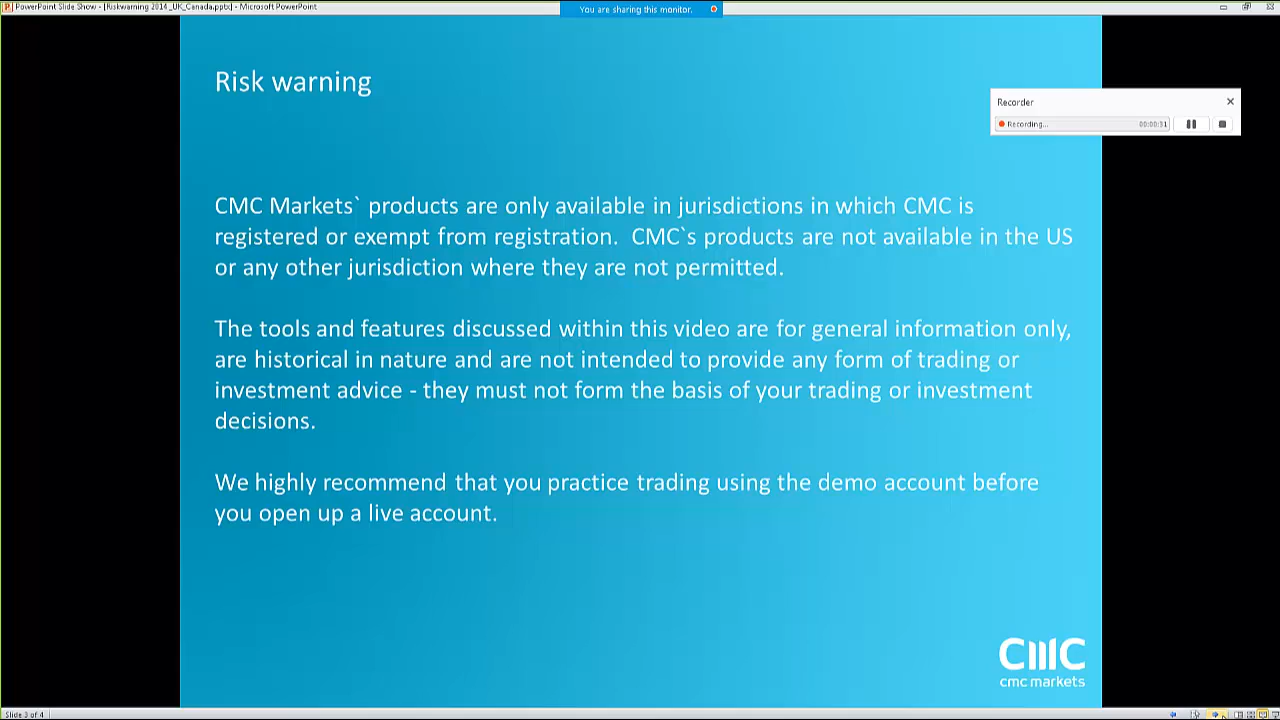 PowerPoint Slide Show - [Riskwarning 2014 _UK_Canada.pptx] - Microsoft PowerPoint
You are sharing this monitor.
Risk warning
Recorder
Recording...
00:00:31
CMC Markets` products are only available in jurisdictions in which CMC is
registered or exempt from registration.  CMC`s products are not available in the US
or any other jurisdiction where they are not permitted.
The tools and features discussed within this video are for general information only,
are historical in nature and are not intended to provide any form of trading or
investment advice - they must not form the basis of your trading or investment
decisions.
We highly recommend that you practice trading using the demo account before
you open up a live account.
CMC
cmc markets
Slide 3 of 4